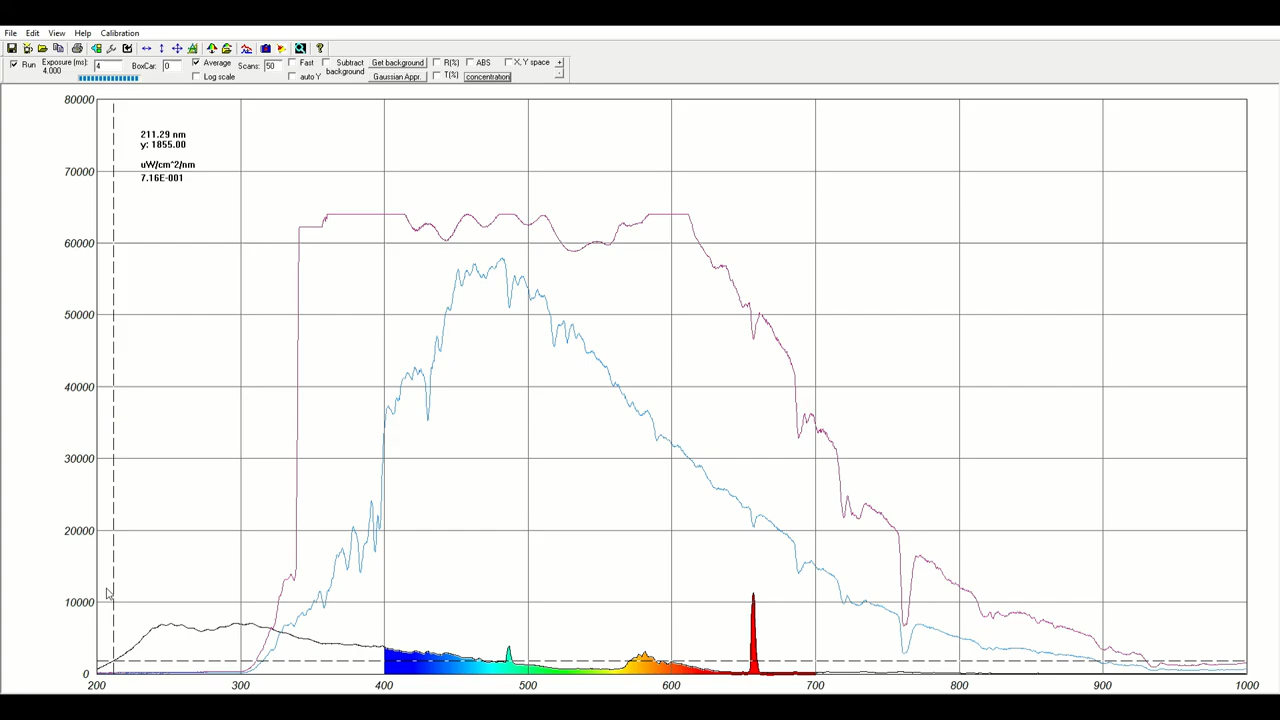 File Edit View Help Calibration
Run Exposure (ms): 4 BoxCar: 0 Average Scans: 50 Fast Subtract background Get background R(%) ABS X, Y space +
4.000 Log scale auto Y Gaussian Appr. T(%) concentration -
80000
211.29 nm
y: 1855.00
uW/cm^2/nm
7.16E-001
70000
60000
50000
40000
30000
20000
10000
0
200 300 400 500 600 700 800 900 1000